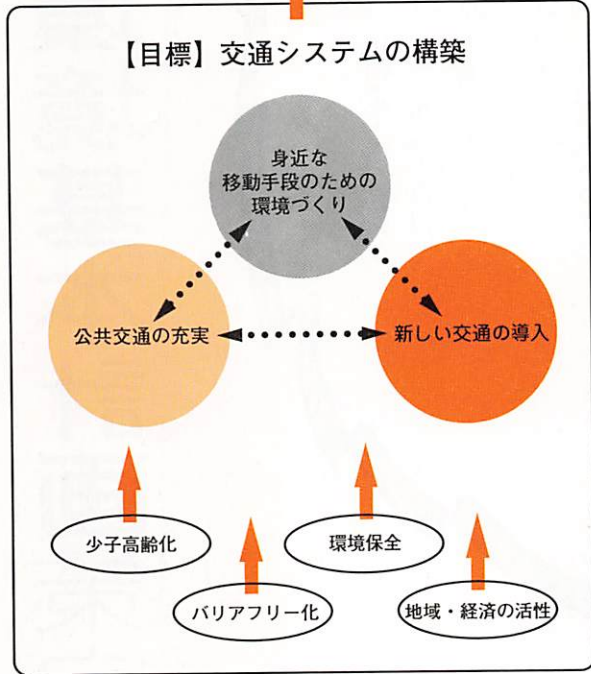 【目標】交通システムの構築
身近な
移動手段のための
環境づくり
公共交通の充実
新しい交通の導入
少子高齢化
環境保全
バリアフリー化
地域・経済の活性